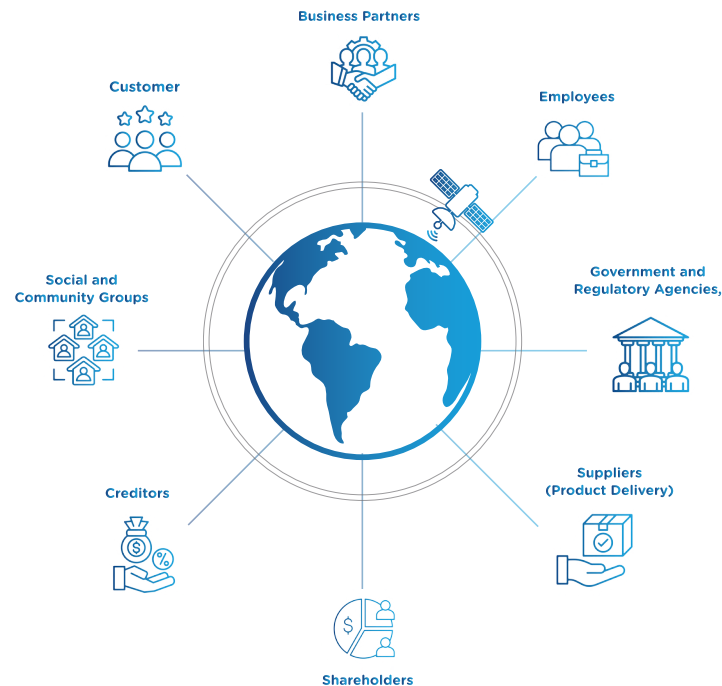 Business Partners
Customer
Employees
Social and
Community Groups
Government and
Regulatory Agencies,
Creditors
$
%
Suppliers
(Product Delivery)
$
Shareholders